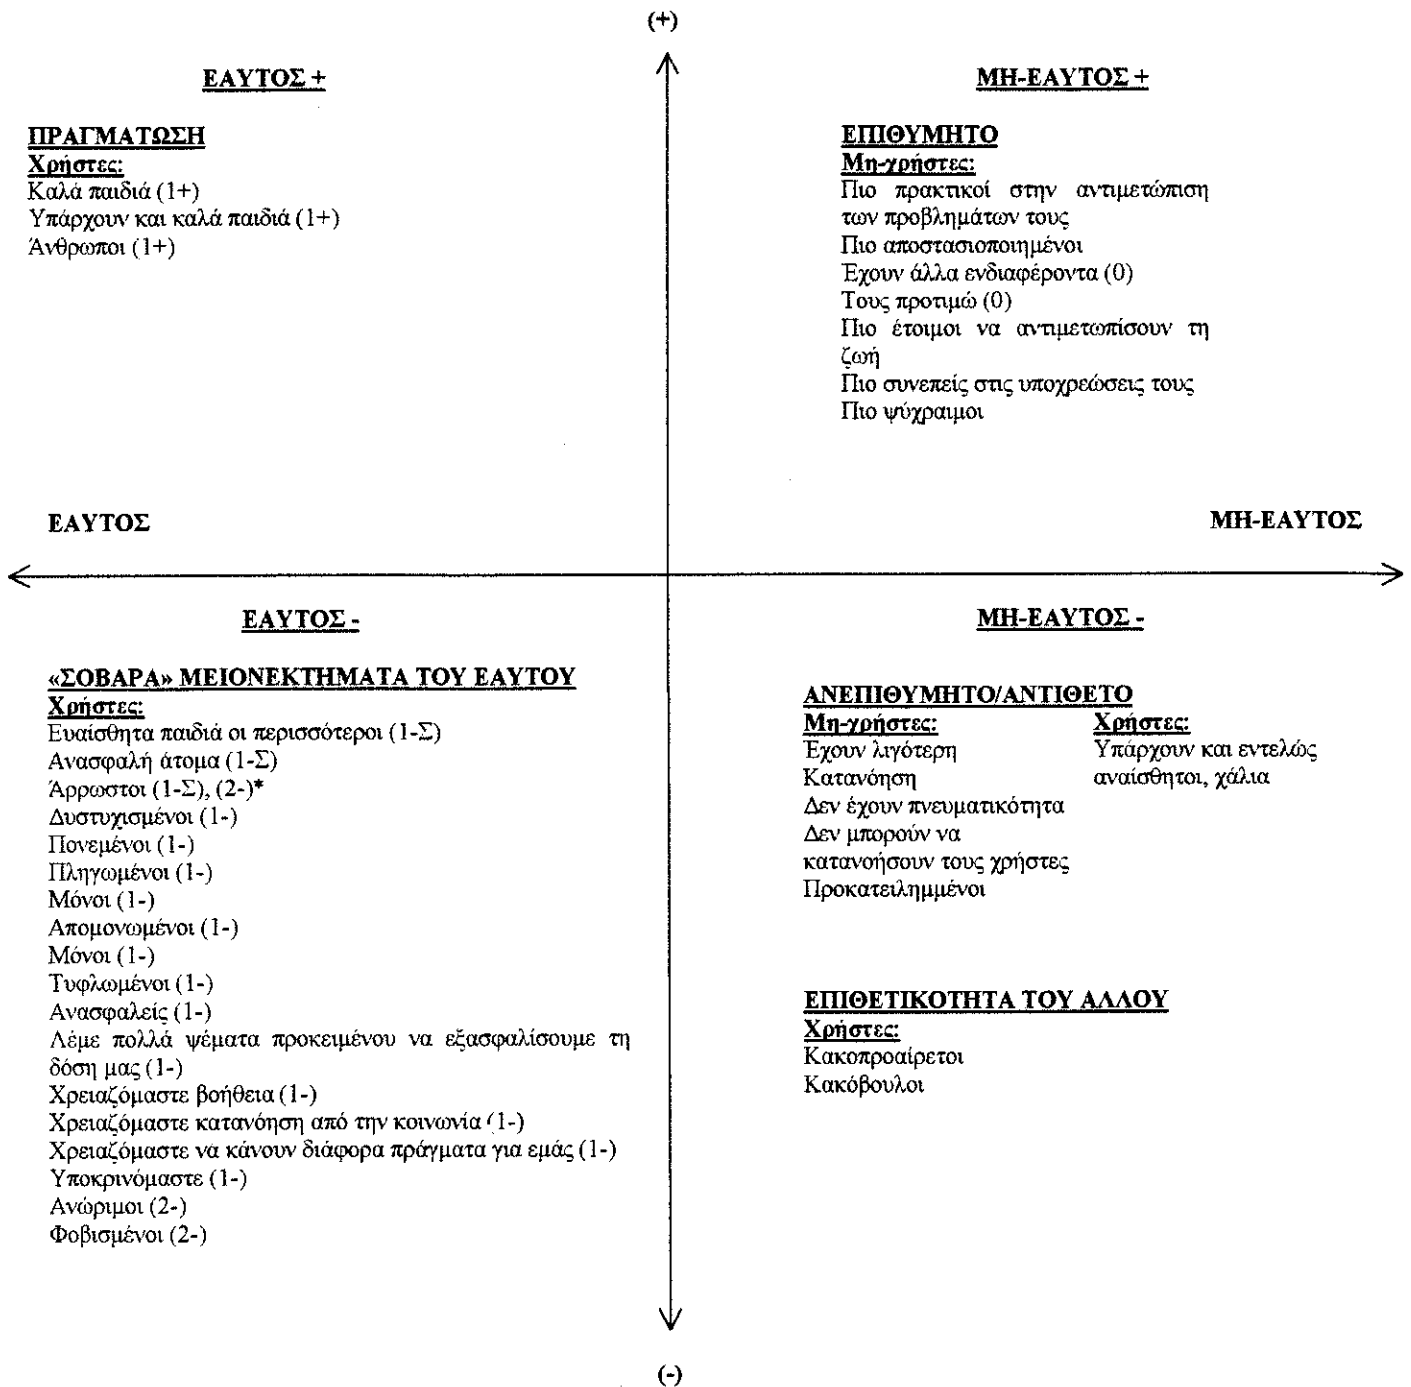 (+)
ΕΑΥΤΟΣ +
ΠΡΑΓΜΑΤΩΣΗ
Χρήστες:
Καλά παιδιά (1+)
Υπάρχουν και καλά παιδιά (1+)
Άνθρωποι (1+)
ΜΗ-ΕΑΥΤΟΣ +
ΕΠΙΘΥΜΗΤΟ
Μη-χρήστες:
Πιο πρακτικοί στην αντιμετώπιση
των προβλημάτων τους
Πιο αποστασιοποιημένοι
Έχουν άλλα ενδιαφέροντα (0)
Τους προτιμώ (0)
Πιο έτοιμοι να αντιμετωπίσουν τη
ζωή
Πιο συνεπείς στις υποχρεώσεις τους
Πιο ψύχραιμοι
ΕΑΥΤΟΣ
ΜΗ-ΕΑΥΤΟΣ
ΕΑΥΤΟΣ -
«ΣΟΒΑΡΑ» ΜΕΙΟΝΕΚΤΗΜΑΤΑ ΤΟΥ ΕΑΥΤΟΥ
Χρήστες:
Ευαίσθητα παιδιά οι περισσότεροι (1-Σ)
Ανασφαλή άτομα (1-Σ)
Άρρωστοι (1-Σ), (2-)*
Δυστυχισμένοι (1-)
Πονεμένοι (1-)
Πληγωμένοι (1-)
Μόνοι (1-)
Απομονωμένοι (1-)
Μόνοι (1-)
Τυφλωμένοι (1-)
Ανασφαλείς (1-)
Λέμε πολλά ψέματα προκειμένου να εξασφαλίσουμε τη
δόση μας (1-)
Χρειαζόμαστε βοήθεια (1-)
Χρειαζόμαστε κατανόηση από την κοινωνία (1-)
Χρειαζόμαστε να κάνουν διάφορα πράγματα για εμάς (1-)
Υποκρινόμαστε (1-)
Ανώριμοι (2-)
Φοβισμένοι (2-)
ΜΗ-ΕΑΥΤΟΣ -
ΑΝΕΠΙΘΥΜΗΤΟ/ΑΝΤΙΘΕΤΟ
Μη-χρήστες:
Έχουν λιγότερη
Κατανόηση
Δεν έχουν πνευματικότητα
Δεν μπορούν να
κατανοήσουν τους χρήστες
Προκατειλημμένοι
Χρήστες:
Υπάρχουν και εντελώς
αναίσθητοι, χάλια
ΕΠΙΘΕΤΙΚΟΤΗΤΑ ΤΟΥ ΑΛΛΟΥ
Χρήστες:
Κακοπροαίρετοι
Κακόβουλοι
(-)